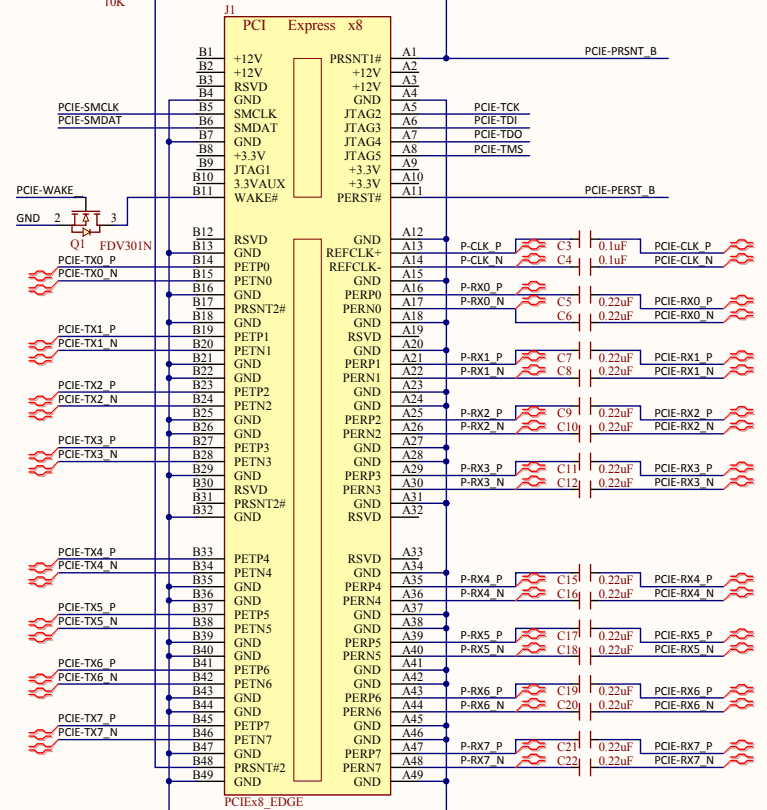 10K
J1
PCI Express x8
B1 +12V PRSNT1# A1 PCIE-PRSNT_B
B2 +12V +12V A2
B3 RSVD +12V A3
B4 GND GND A4
PCIE-SMCLK B5 SMCLK JTAG2 A5 PCIE-TCK
PCIE-SMDAT B6 SMDAT JTAG3 A6 PCIE-TDI
B7 GND JTAG4 A7 PCIE-TDO
B8 +3.3V JTAG5 A8 PCIE-TMS
B9 JTAG1 +3.3V A9
B10 3.3VAUX +3.3V A10
PCIE-WAKE B11 WAKE# PERST# A11 PCIE-PERST_B
GND 2 3
Q1 FDV301N
B12 RSVD GND A12
B13 GND REFCLK+ A13 P-CLK_P C3 0.1uF PCIE-CLK_P
PCIE-TX0_P B14 PETP0 REFCLK- A14 P-CLK_N C4 0.1uF PCIE-CLK_N
PCIE-TX0_N B15 PETN0 GND A15
B16 GND PERP0 A16 P-RX0_P
B17 PRSNT2# PERN0 A17 P-RX0_N C5 0.22uF PCIE-RX0_P
B18 GND GND A18 C6 0.22uF PCIE-RX0_N
PCIE-TX1_P B19 PETP1 RSVD A19
PCIE-TX1_N B20 PETN1 GND A20
B21 GND PERP1 A21 P-RX1_P C7 0.22uF PCIE-RX1_P
B22 GND PERN1 A22 P-RX1_N C8 0.22uF PCIE-RX1_N
PCIE-TX2_P B23 PETP2 GND A23
PCIE-TX2_N B24 PETN2 GND A24
B25 GND PERP2 A25 P-RX2_P C9 0.22uF PCIE-RX2_P
B26 GND PERN2 A26 P-RX2_N C10 0.22uF PCIE-RX2_N
PCIE-TX3_P B27 PETP3 GND A27
PCIE-TX3_N B28 PETN3 GND A28
B29 GND PERP3 A29 P-RX3_P C11 0.22uF PCIE-RX3_P
B30 RSVD PERN3 A30 P-RX3_N C12 0.22uF PCIE-RX3_N
B31 PRSNT2# GND A31
B32 GND RSVD A32
PCIE-TX4_P B33 PETP4 RSVD A33
PCIE-TX4_N B34 PETN4 GND A34
B35 GND PERP4 A35 P-RX4_P C15 0.22uF PCIE-RX4_P
B36 GND PERN4 A36 P-RX4_N C16 0.22uF PCIE-RX4_N
PCIE-TX5_P B37 PETP5 GND A37
PCIE-TX5_N B38 PETN5 GND A38
B39 GND PERP5 A39 P-RX5_P C17 0.22uF PCIE-RX5_P
B40 GND PERN5 A40 P-RX5_N C18 0.22uF PCIE-RX5_N
PCIE-TX6_P B41 PETP6 GND A41
PCIE-TX6_N B42 PETN6 GND A42
B43 GND PERP6 A43 P-RX6_P C19 0.22uF PCIE-RX6_P
B44 GND PERN6 A44 P-RX6_N C20 0.22uF PCIE-RX6_N
PCIE-TX7_P B45 PETP7 GND A45
PCIE-TX7_N B46 PETN7 GND A46
B47 GND PERP7 A47 P-RX7_P C21 0.22uF PCIE-RX7_P
B48 PRSNT#2 PERN7 A48 P-RX7_N C22 0.22uF PCIE-RX7_N
B49 GND GND A49
PCIEx8_EDGE